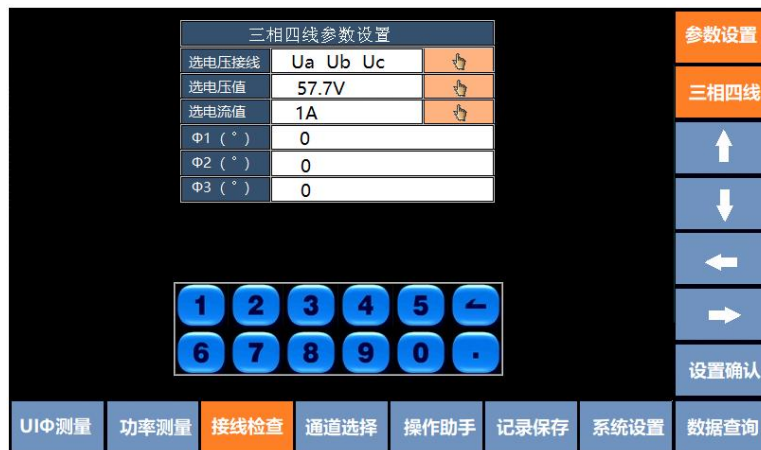 三相四线参数设置
选电压接线 Ua Ub Uc
选电压值 57.7V
选电流值 1A
Φ1（°） 0
Φ2（°） 0
Φ3（°） 0
1 2 3 4 5
6 7 8 9 0 .
参数设置
三相四线
设置确认
UIΦ测量 功率测量 接线检查 通道选择 操作助手 记录保存 系统设置 数据查询